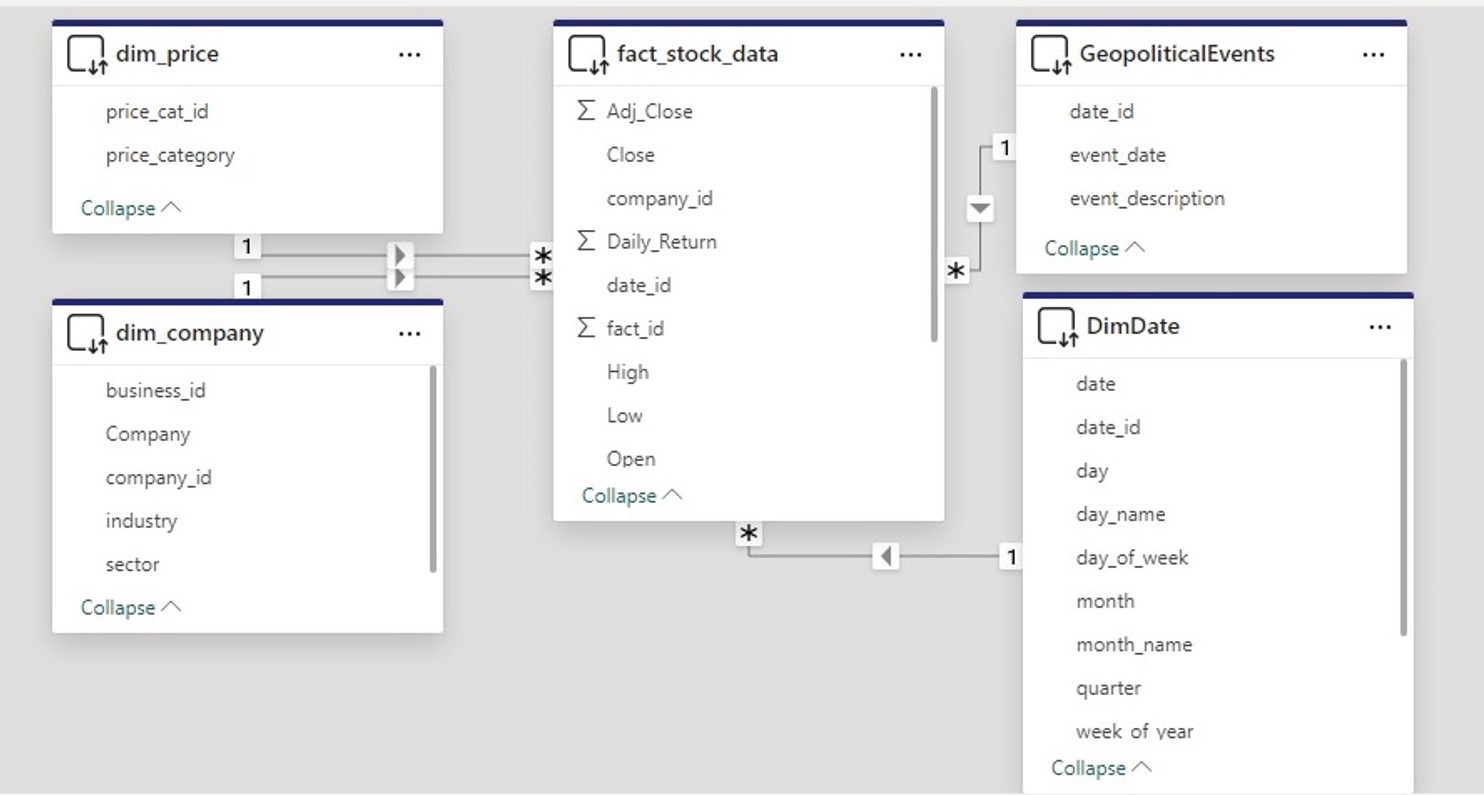 dim_price
...
price_cat_id
price_category
Collapse
1
*
fact_stock_data
...
Σ Adj_Close
Close
company_id
Σ Daily_Return
date_id
Σ fact_id
High
Low
Open
Collapse
*
GeopoliticalEvents
...
date_id
event_date
event_description
Collapse
1
*
dim_company
...
business_id
Company
company_id
industry
sector
Collapse
1
*
DimDate
...
date
date_id
day
day_name
day_of_week
month
month_name
quarter
week_of_year
Collapse
1